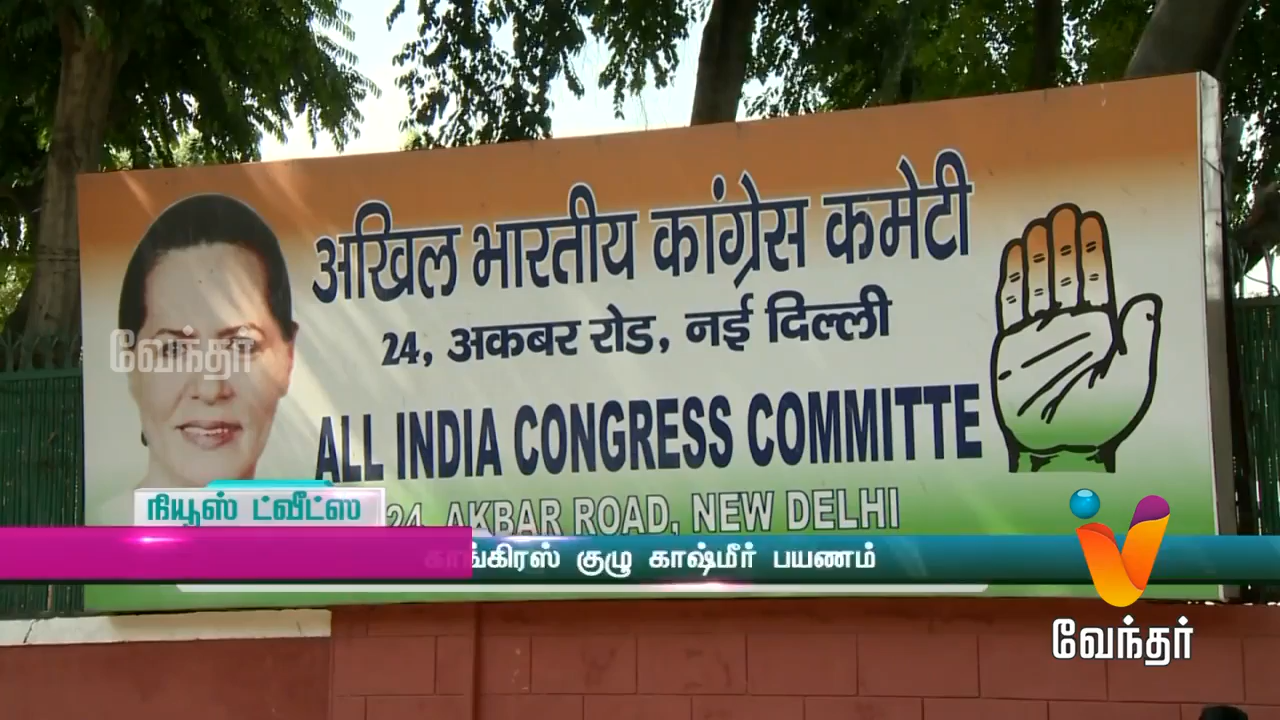 अखिल भारतीय कांग्रेस कमेटी
24, अकबर रोड, नई दिल्ली
ALL INDIA CONGRESS COMMITTE
24, AKBAR ROAD, NEW DELHI
வேந்தர்
நியூஸ் ட்வீட்ஸ்
காங்கிரஸ் குழு காஷ்மீர் பயணம்
வேந்தர்